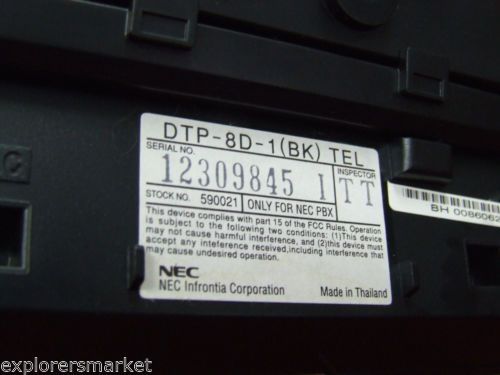 DTP-8D-1(BK) TEL
SERIAL NO.
12309845 I
INSPECTOR
TT
STOCK NO. 590021 ONLY FOR NEC PBX
This device complies with part 15 of the FCC Rules. Operation
is subject to the following two conditions: (1)This device
may not cause harmful interference, and (2)this device must
accept any interference received,including interference that
may cause undesired operation.
NEC
NEC Infrontia Corporation Made in Thailand
C
explorersmarket
explorersmarket